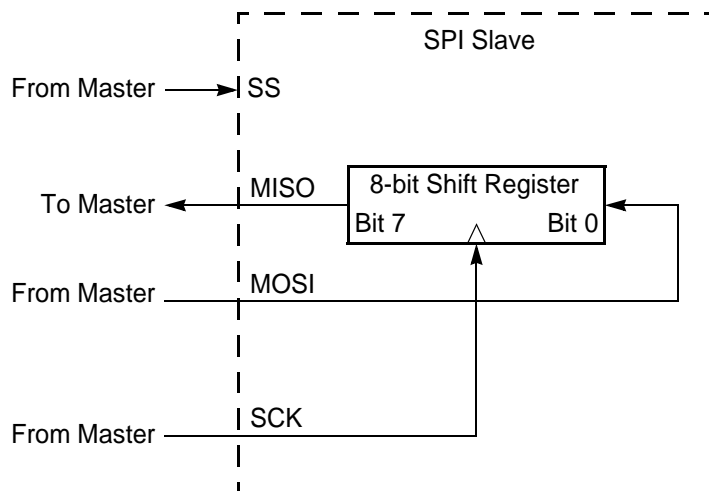 SPI Slave
From Master
SS
To Master
MISO
8-bit Shift Register
Bit 7
Bit 0
From Master
MOSI
From Master
SCK